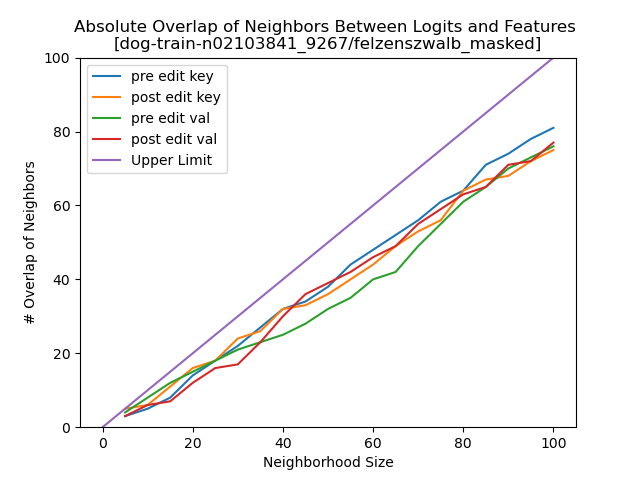 Absolute Overlap of Neighbors Between Logits and Features
[dog-train-n02103841_9267/felzenszwalb_masked]
100
80
60
40
20
0
# Overlap of Neighbors
pre edit key
post edit key
pre edit val
post edit val
Upper Limit
0 20 40 60 80 100
Neighborhood Size